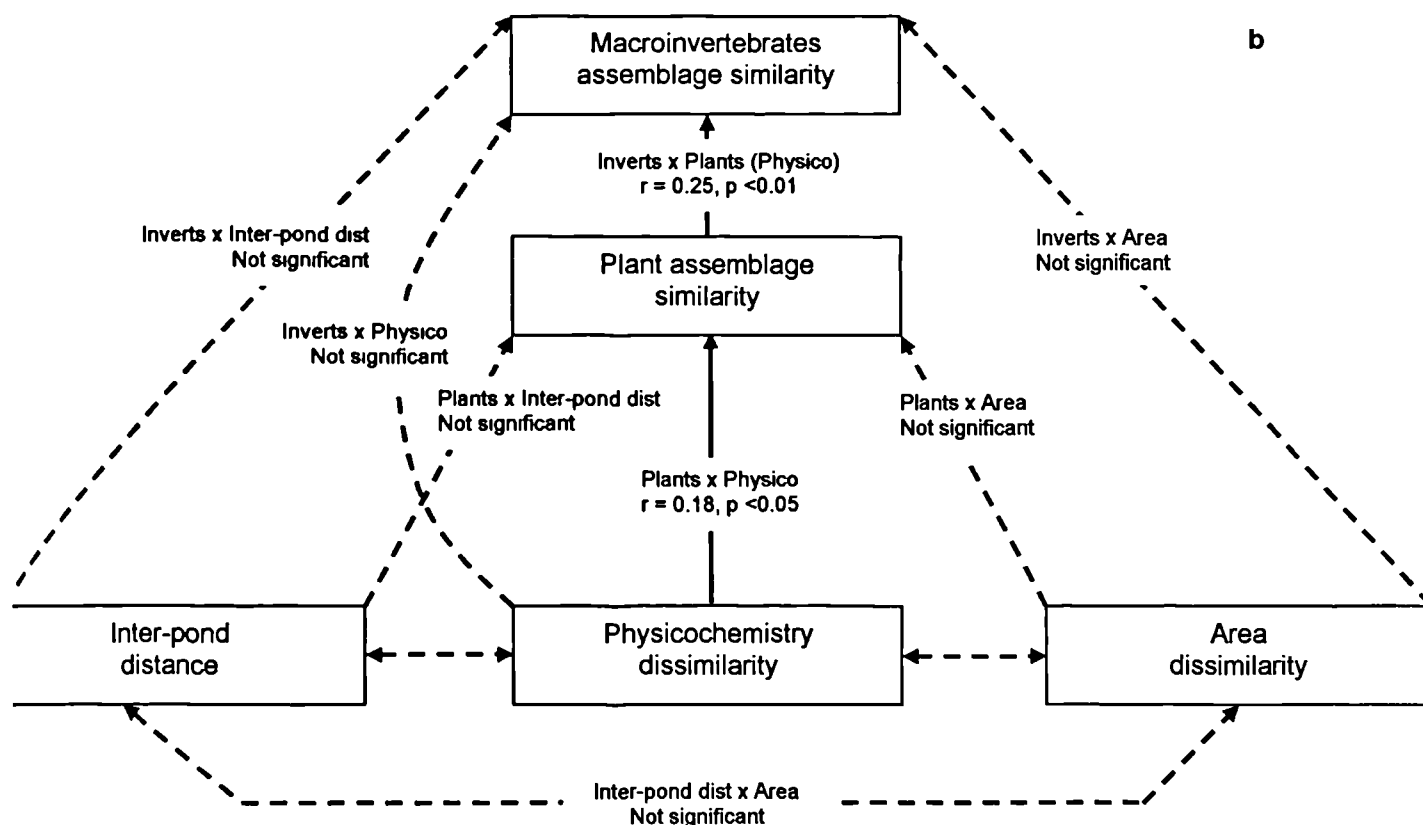 b
Macroinvertebrates
assemblage similarity
Inverts x Plants (Physico)
r = 0.25, p <0.01
Inverts x Inter-pond dist
Not significant
Inverts x Area
Not significant
Plant assemblage
similarity
Inverts x Physico
Not significant
Plants x Inter-pond dist
Not significant
Plants x Area
Not significant
Plants x Physico
r = 0.18, p <0.05
Inter-pond
distance
Physicochemistry
dissimilarity
Area
dissimilarity
Inter-pond dist x Area
Not significant